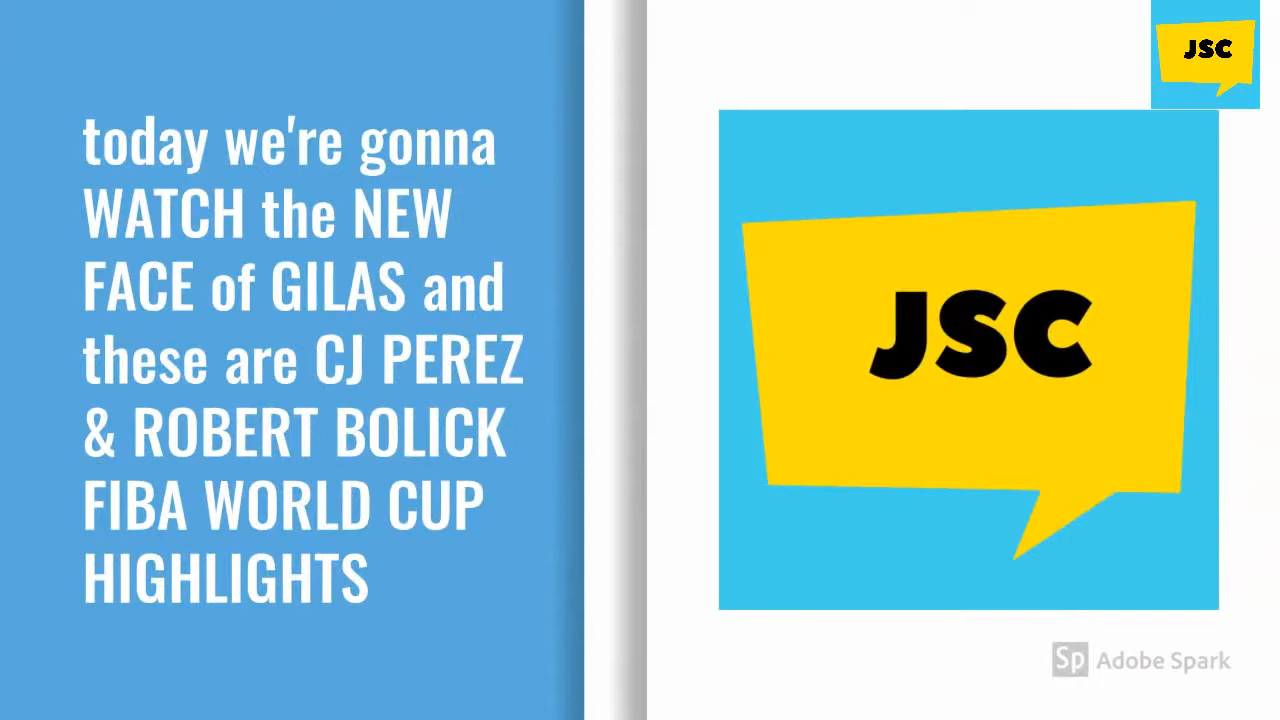 today we're gonna
WATCH the NEW
FACE of GILAS and
these are CJ PEREZ
& ROBERT BOLICK
FIBA WORLD CUP
HIGHLIGHTS
JSC
JSC
Sp Adobe Spark